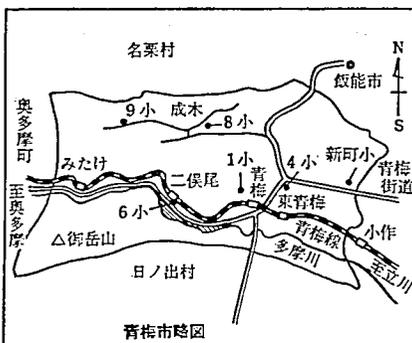 名栗村
N
S
飯能市
9小
成木
8小
奥多摩町
みたけ
二俣尾
1小
青梅
4小
新町小
青梅街道
至奥多摩
6小
東青梅
小作
青梅線
多摩川
至立川
△御岳山
日ノ出村
青梅市略図